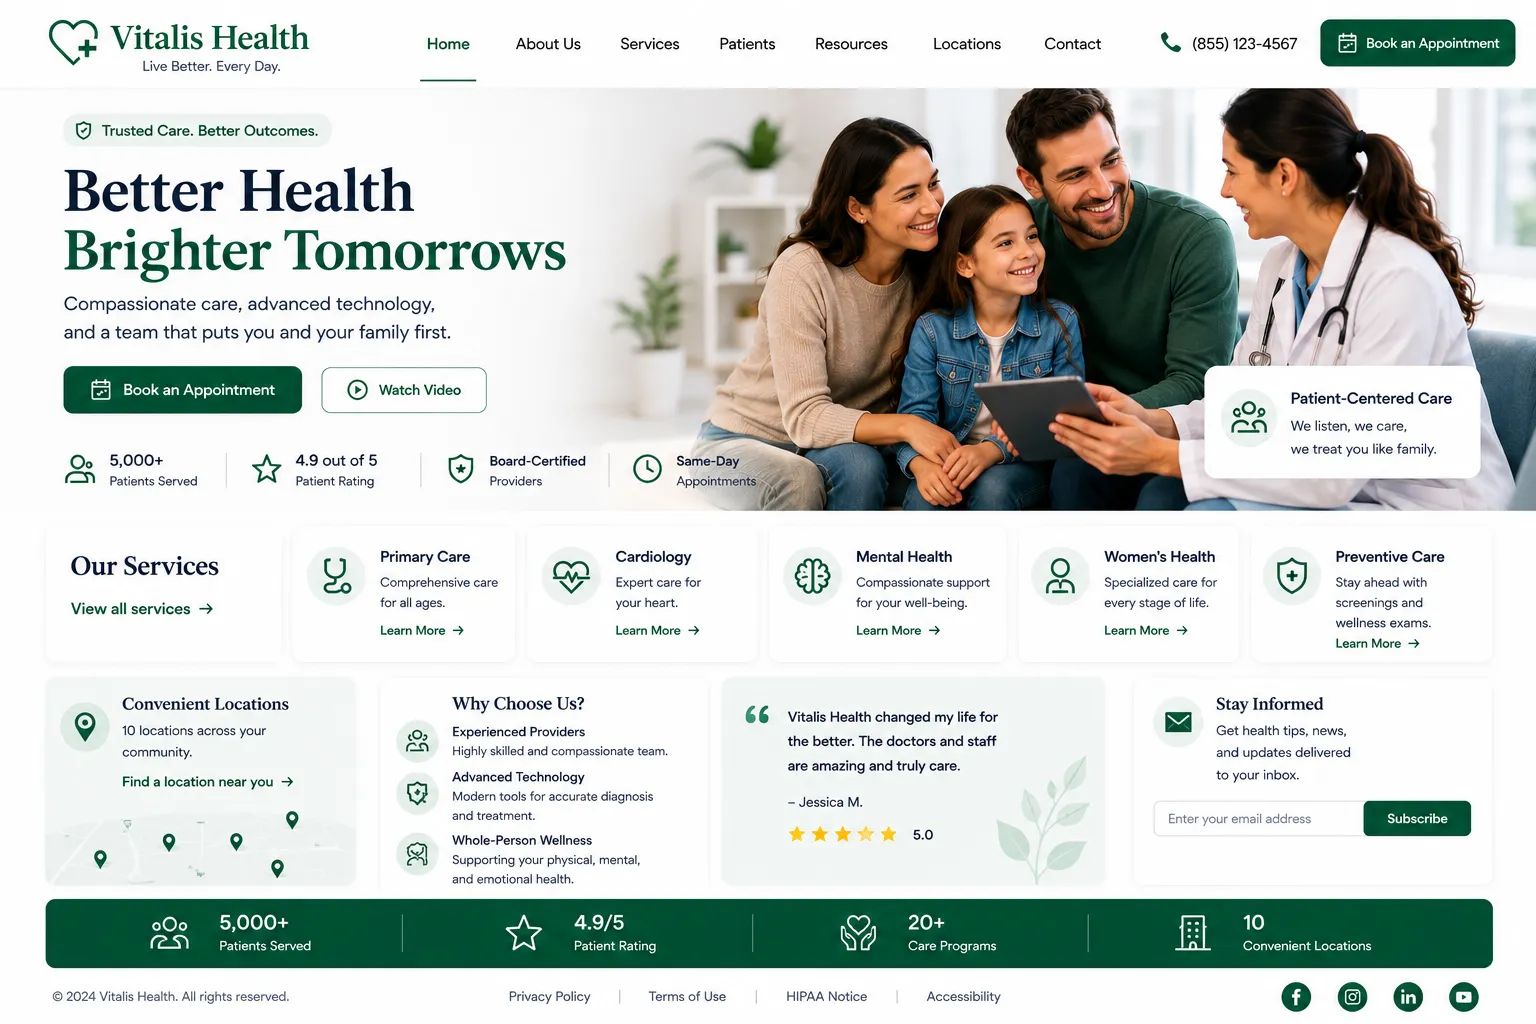 Vitalis Health
Live Better. Every Day.
Home
About Us
Services
Patients
Resources
Locations
Contact
(855) 123-4567
Book an Appointment
Trusted Care. Better Outcomes.
Better Health
Brighter Tomorrows
Compassionate care, advanced technology,
and a team that puts you and your family first.
Book an Appointment
Watch Video
5,000+
Patients Served
4.9 out of 5
Patient Rating
Board-Certified
Providers
Same-Day
Appointments
Patient-Centered Care
We listen, we care,
we treat you like family.
Our Services
View all services →
Primary Care
Comprehensive care
for all ages.
Learn More →
Cardiology
Expert care for
your heart.
Learn More →
Mental Health
Compassionate support
for your well-being.
Learn More →
Women's Health
Specialized care for
every stage of life.
Learn More →
Preventive Care
Stay ahead with
screenings and
wellness exams.
Learn More →
Convenient Locations
10 locations across your
community.
Find a location near you →
Why Choose Us?
Experienced Providers
Highly skilled and compassionate team.
Advanced Technology
Modern tools for accurate diagnosis
and treatment.
Whole-Person Wellness
Supporting your physical, mental,
and emotional health.
“
Vitalis Health changed my life for
the better. The doctors and staff
are amazing and truly care.
– Jessica M.
5.0
Stay Informed
Get health tips, news,
and updates delivered
to your inbox.
Enter your email address
Subscribe
5,000+
Patients Served
4.9/5
Patient Rating
20+
Care Programs
10
Convenient Locations
© 2024 Vitalis Health. All rights reserved.
Privacy Policy
Terms of Use
HIPAA Notice
Accessibility